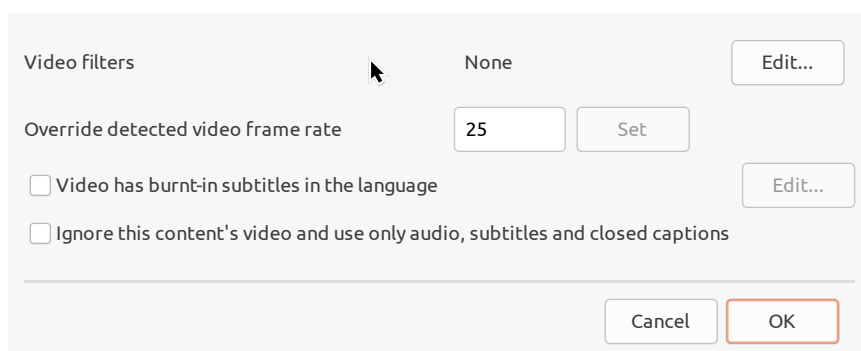 Video filters None Edit...
Override detected video frame rate 25 Set
Video has burnt-in subtitles in the language Edit...
Ignore this content's video and use only audio, subtitles and closed captions
Cancel OK